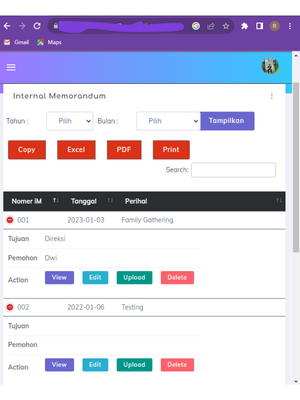 Gmail Maps
Internal Memorandum
Tahun : Pilih Bulan : Pilih Tampilkan
Copy Excel PDF Print
Search:
Nomer IM Tanggal Perihal
001 2023-01-03 Family Gathering
Tujuan Direksi
Pemohon Dwi
Action View Edit Upload Delete
002 2022-01-06 Testing
Tujuan
Pemohon
Action View Edit Upload Delete